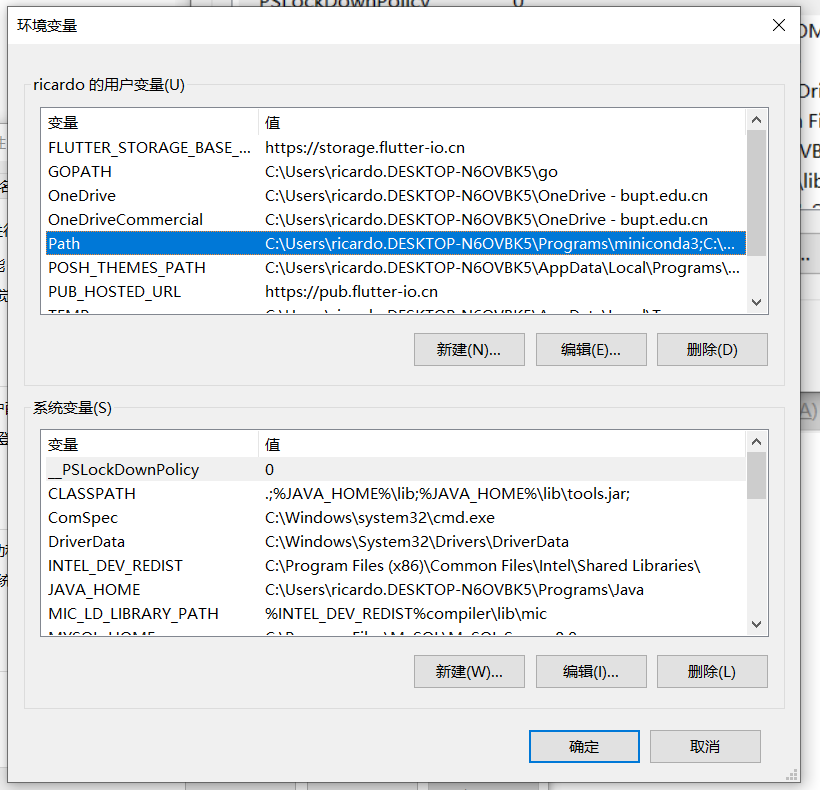 PSLockDownPolicy 0
环境变量
ricardo 的用户变量(U)
变量 值
FLUTTER_STORAGE_BASE_... https://storage.flutter-io.cn
GOPATH C:\Users\ricardo.DESKTOP-N6OVBK5\go
OneDrive C:\Users\ricardo.DESKTOP-N6OVBK5\OneDrive - bupt.edu.cn
OneDriveCommercial C:\Users\ricardo.DESKTOP-N6OVBK5\OneDrive - bupt.edu.cn
Path C:\Users\ricardo.DESKTOP-N6OVBK5\Programs\miniconda3;C:\...
POSH_THEMES_PATH C:\Users\ricardo.DESKTOP-N6OVBK5\AppData\Local\Programs\...
PUB_HOSTED_URL https://pub.flutter-io.cn
新建(N)... 编辑(E)... 删除(D)
系统变量(S)
变量 值
__PSLockDownPolicy 0
CLASSPATH .;%JAVA_HOME%\lib;%JAVA_HOME%\lib\tools.jar;
ComSpec C:\Windows\system32\cmd.exe
DriverData C:\Windows\System32\Drivers\DriverData
INTEL_DEV_REDIST C:\Program Files (x86)\Common Files\Intel\Shared Libraries\
JAVA_HOME C:\Users\ricardo.DESKTOP-N6OVBK5\Programs\Java
MIC_LD_LIBRARY_PATH %INTEL_DEV_REDIST%compiler\lib\mic
新建(W)... 编辑(I)... 删除(L)
确定 取消